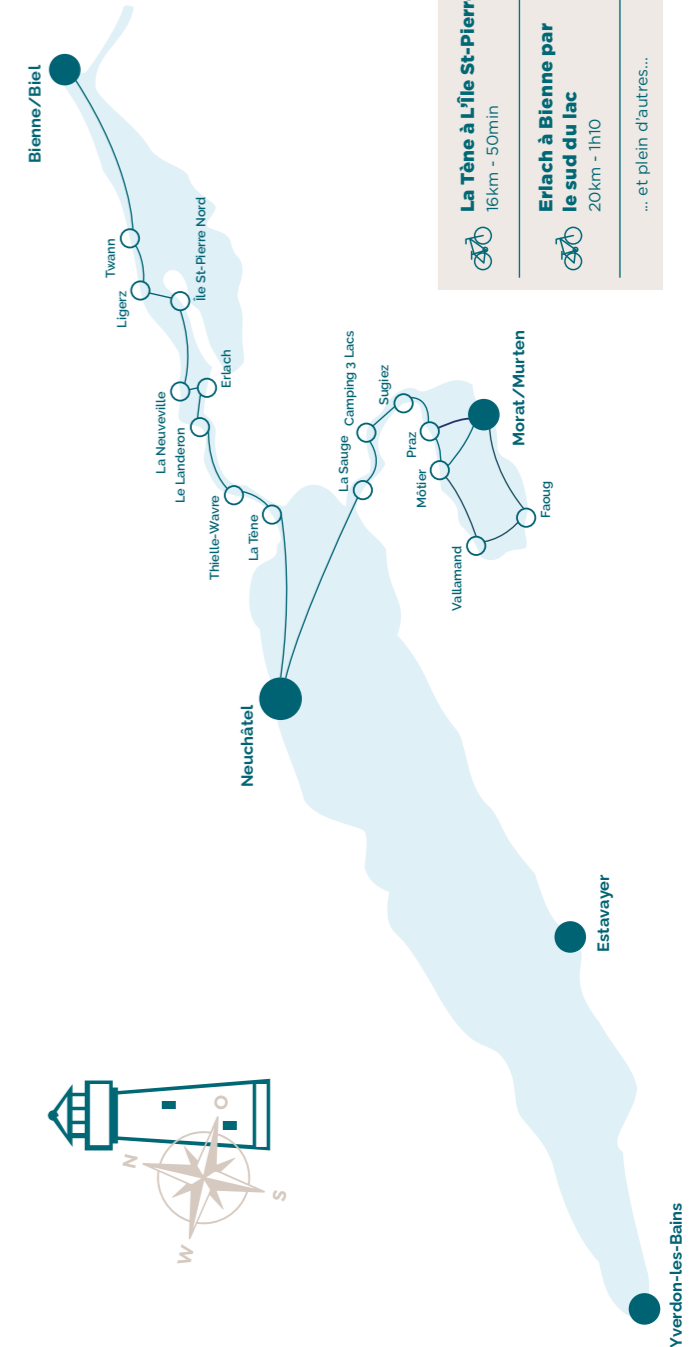 Bienne/Biel
Twann
Ligerz
Île St-Pierre Nord
La Neuveville
Erlach
Le Landeron
Thielle-Wavre
La Tène
Neuchâtel
La Sauge
Camping 3 Lacs
Sugiez
Praz
Môtier
Morat/Murten
Vallamand
Faoug
Estavayer
Yverdon-les-Bains
N
O
S
W
La Tène à L’Île St-Pierre
16km - 50min
Erlach à Bienne par
le sud du lac
20km - 1h10
... et plein d’autres...